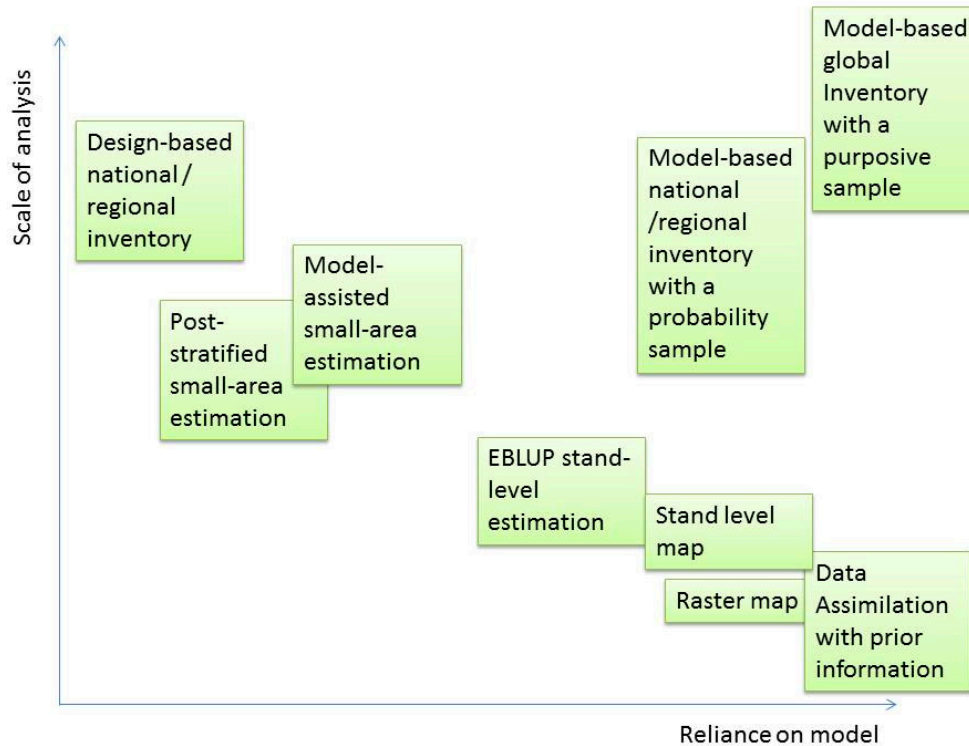 Scale of analysis
Design-based
national /
regional
inventory
Post-
stratified
small-area
estimation
Model-
assisted
small-area
estimation
EBLUP stand-
level
estimation
Model-based
national
/regional
inventory
with a
probability
sample
Model-based
global
Inventory
with a
purposive
sample
Stand level
map
Raster map
Data
Assimilation
with prior
information
Reliance on model